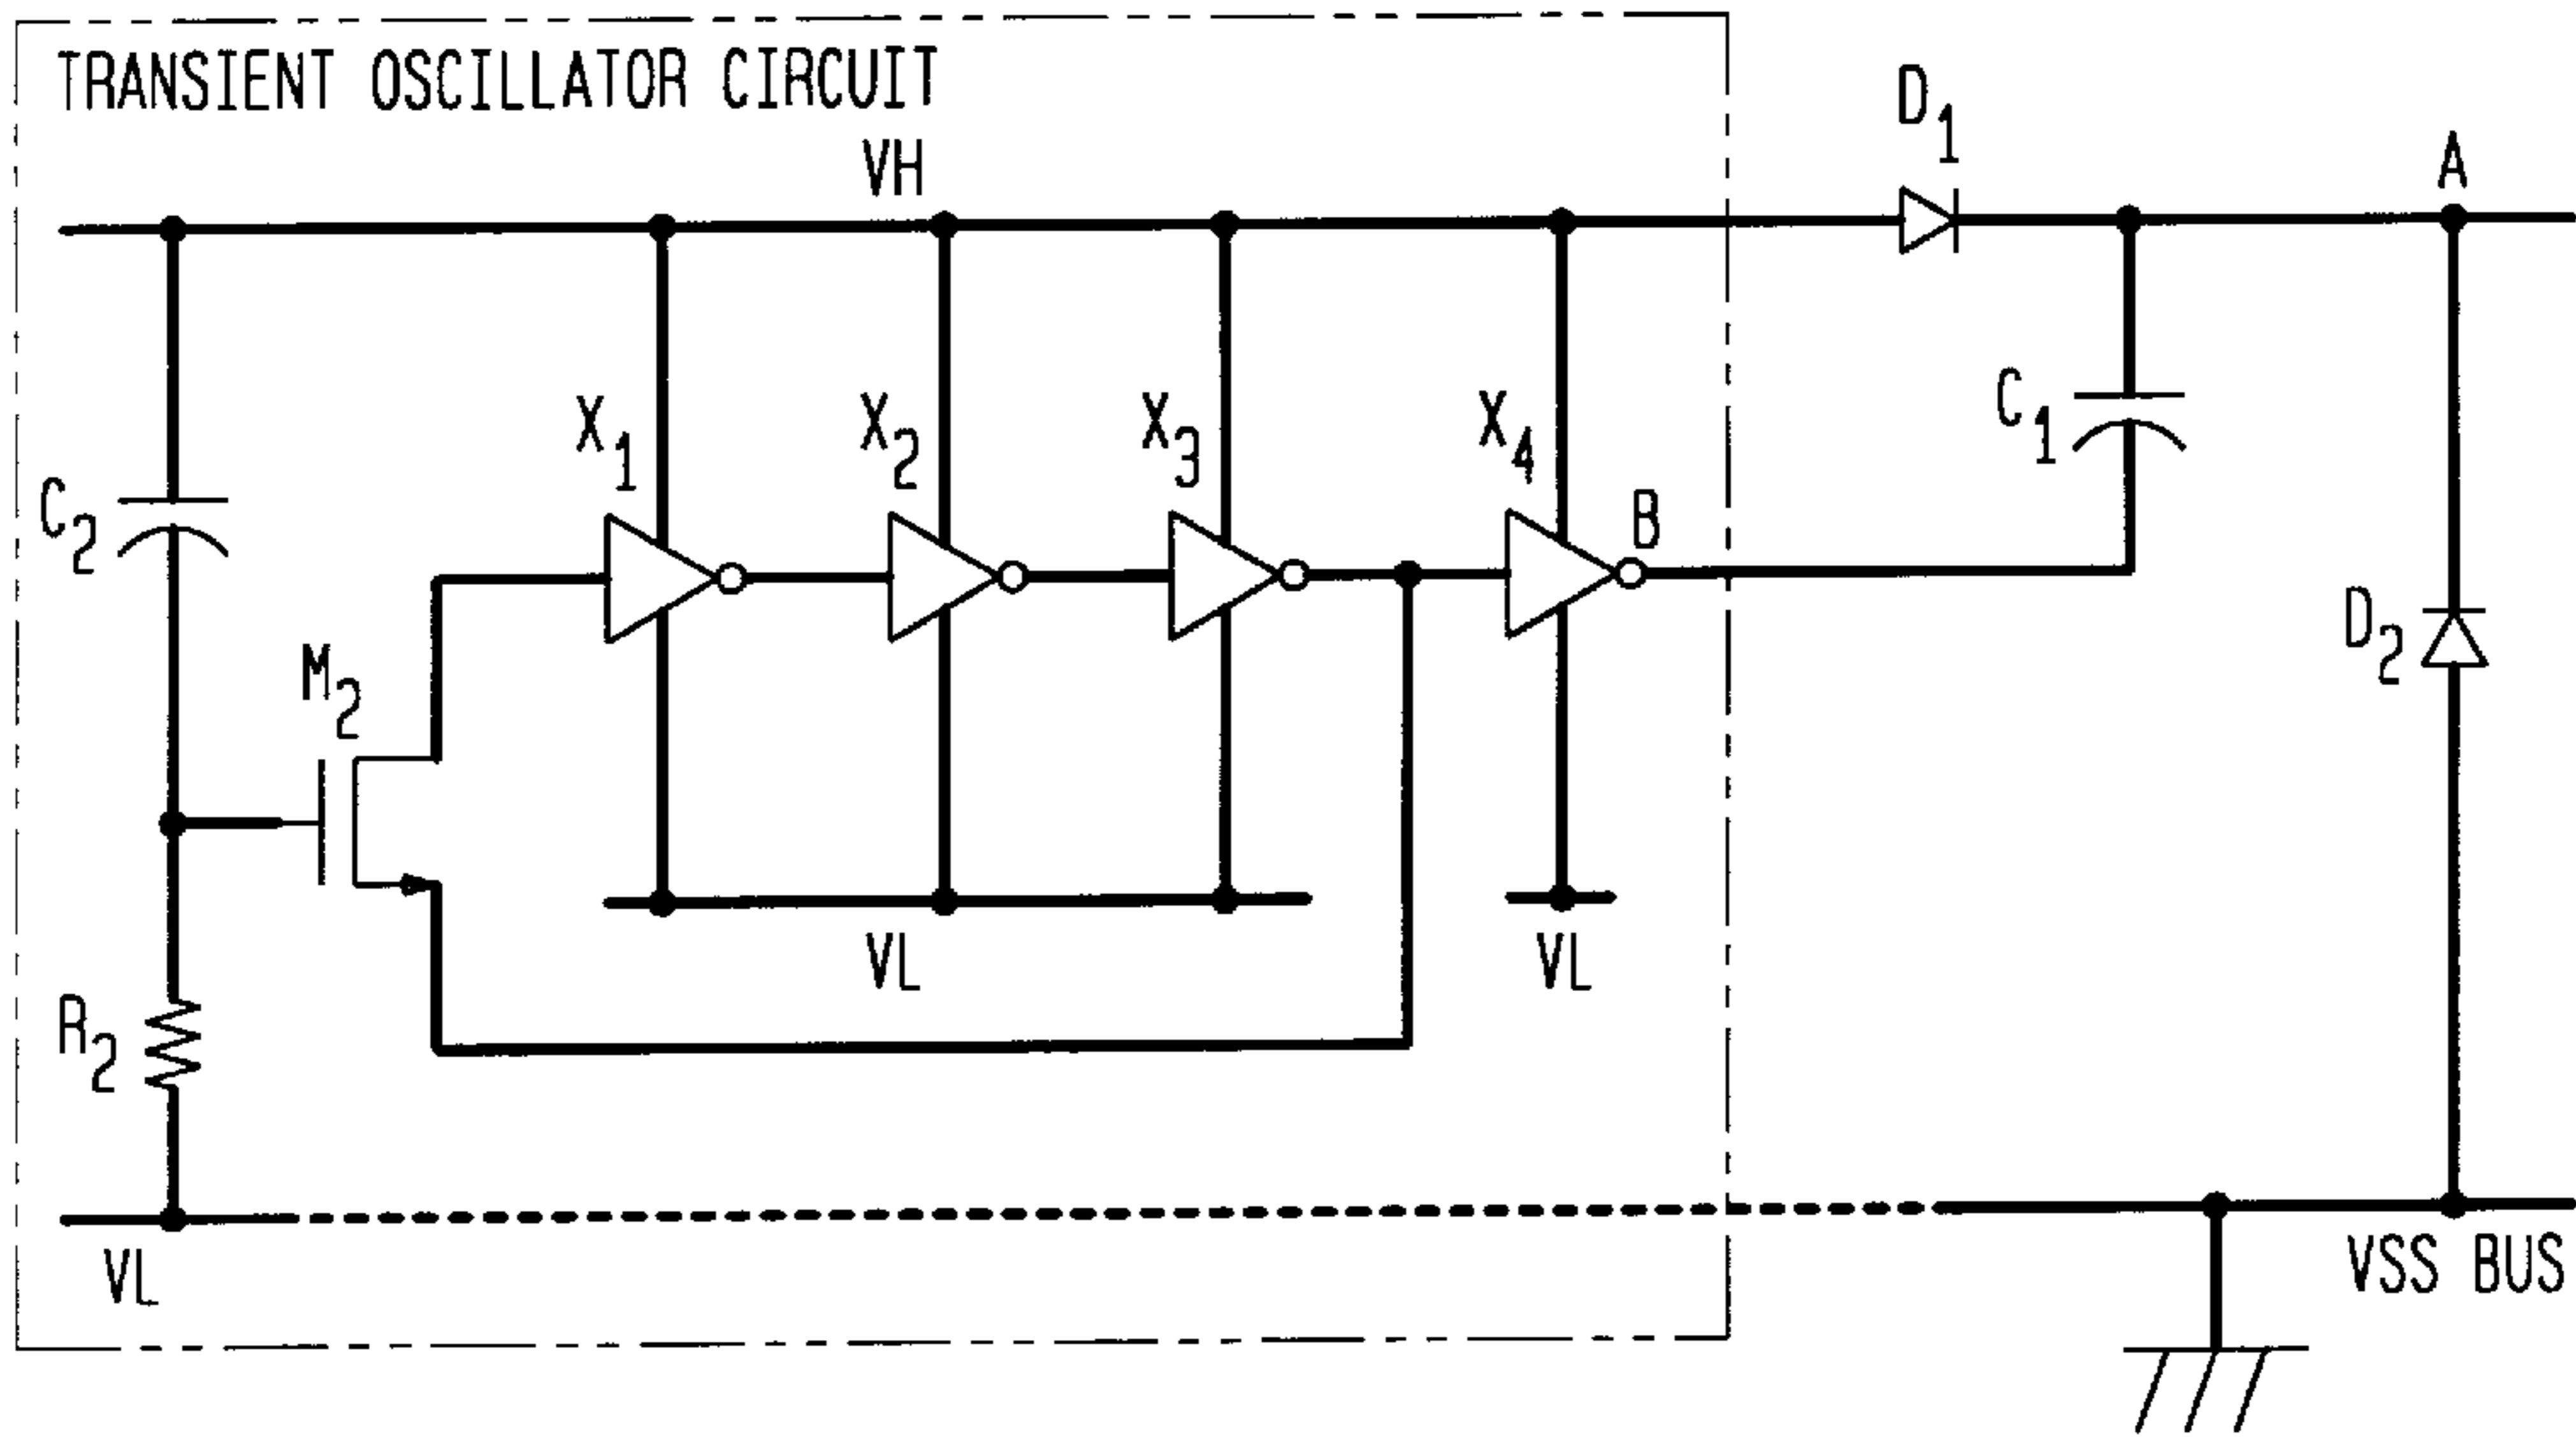 TRANSIENT OSCILLATOR CIRCUIT
VH
D1
A
X1
X2
X3
X4
C1
C2
B
M2
D2
VL
VL
R2
VL
VSS BUS